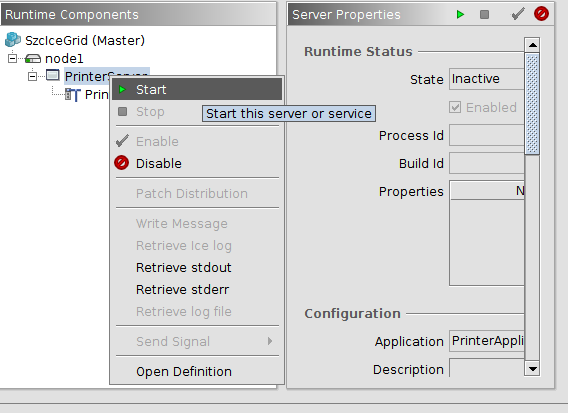 Runtime Components
SzcIceGrid (Master)
node1
PrinterServer
Prin
Start
Stop
Start this server or service
Enable
Disable
Patch Distribution
Write Message
Retrieve Ice log
Retrieve stdout
Retrieve stderr
Retrieve log file
Send Signal
Open Definition
Server Properties
Runtime Status
State Inactive
Enabled
Process Id
Build Id
Properties N
Configuration
Application PrinterAppli
Description